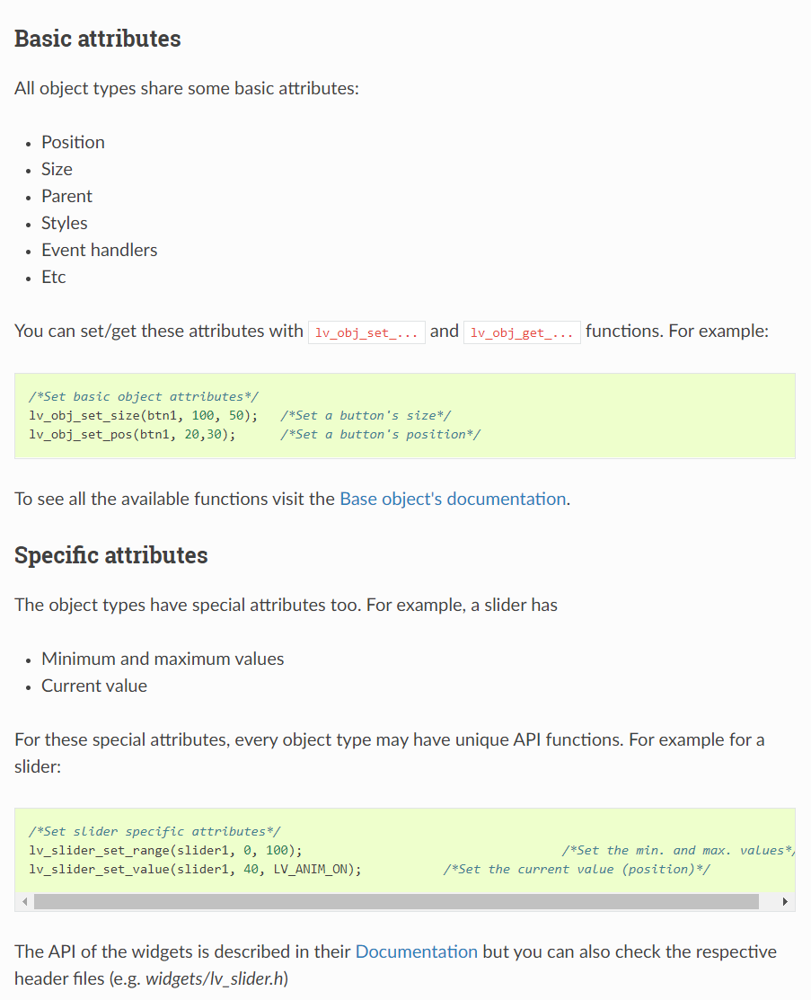 Basic attributes
All object types share some basic attributes:
• Position
• Size
• Parent
• Styles
• Event handlers
• Etc
You can set/get these attributes with lv_obj_set_... and lv_obj_get_... functions. For example:
/*Set basic object attributes*/
lv_obj_set_size(btn1, 100, 50);   /*Set a button's size*/
lv_obj_set_pos(btn1, 20,30);      /*Set a button's position*/
To see all the available functions visit the Base object's documentation.
Specific attributes
The object types have special attributes too. For example, a slider has
• Minimum and maximum values
• Current value
For these special attributes, every object type may have unique API functions. For example for a
slider:
/*Set slider specific attributes*/
lv_slider_set_range(slider1, 0, 100);                                   /*Set the min. and max. values*/
lv_slider_set_value(slider1, 40, LV_ANIM_ON);           /*Set the current value (position)*/
The API of the widgets is described in their Documentation but you can also check the respective
header files (e.g. widgets/lv_slider.h)